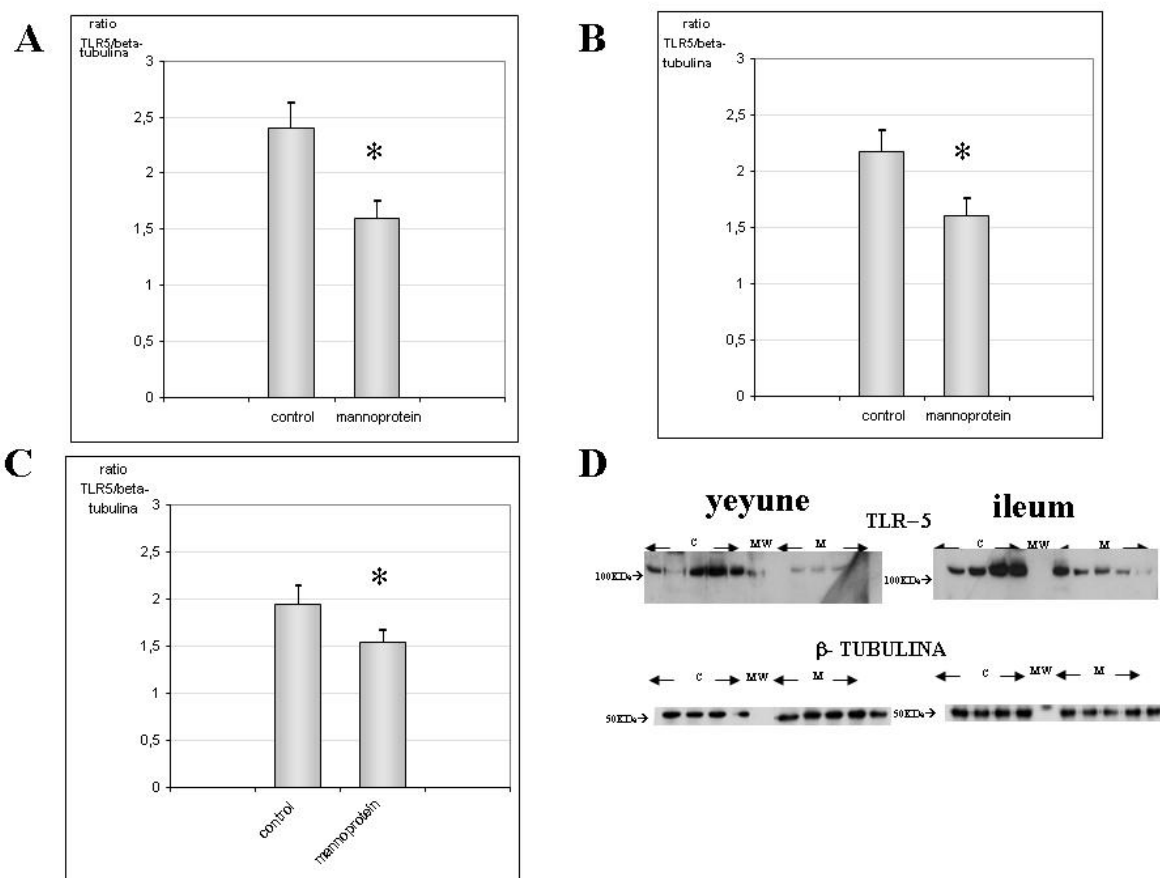 A
ratio
TLR5/beta-
tubulina
3
2,5
2
1,5
1
0,5
0
*
control
mannoprotein
B
ratio
TLR5/beta-
tubulina
3
2,5
2
1,5
1
0,5
0
*
control
mannoprotein
C
ratio
TLR5/beta-
tubulina
3
2,5
2
1,5
1
0,5
0
*
control
mannoprotein
D
yeyune
TLR-5
ileum
C MW M
100KDa→
C MW M
100KDa→
β- TUBULINA
C MW M
50KDa→
C MW M
50KDa→